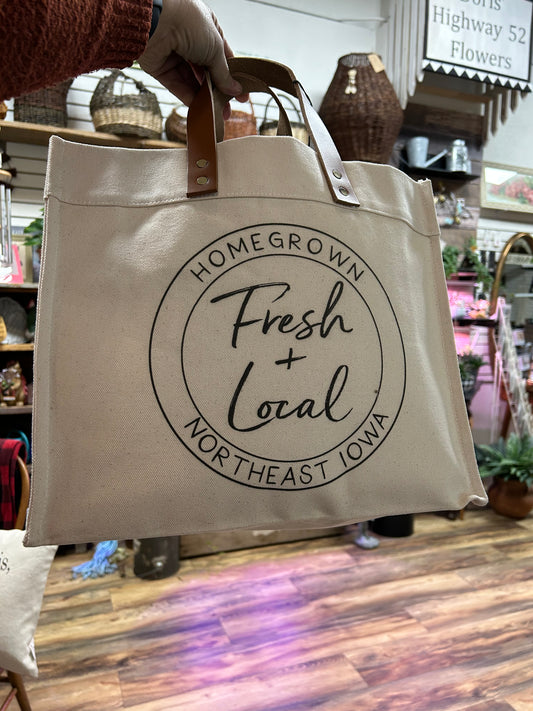 Highway 52
Flowers
HOMEGROWN
Fresh
+
Local
NORTHEAST IOWA